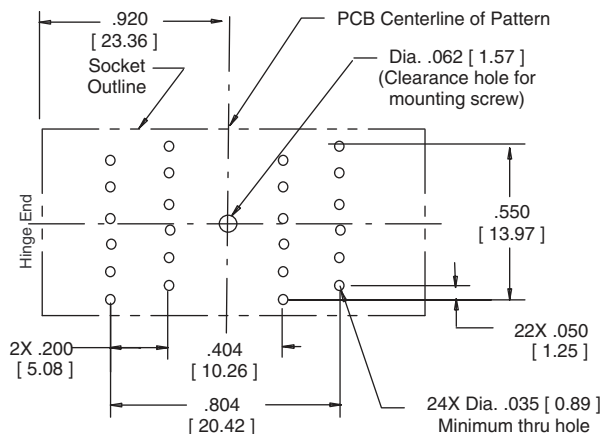 .920
[ 23.36 ]
PCB Centerline of Pattern
Socket
Outline
Dia. .062 [ 1.57 ]
(Clearance hole for
mounting screw)
Hinge End
.550
[ 13.97 ]
2X .200
[ 5.08 ]
.404
[ 10.26 ]
22X .050
[ 1.25 ]
.804
[ 20.42 ]
24X Dia. .035 [ 0.89 ]
Minimum thru hole